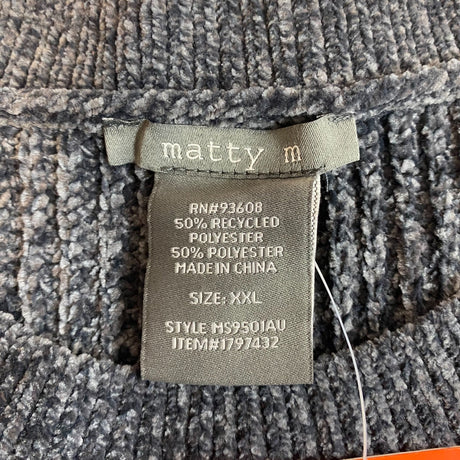 matty m
RN#93608
50% RECYCLED
POLYESTER
50% POLYESTER
MADE IN CHINA
SIZE: XXL
STYLE MS9501AU
ITEM#1797432